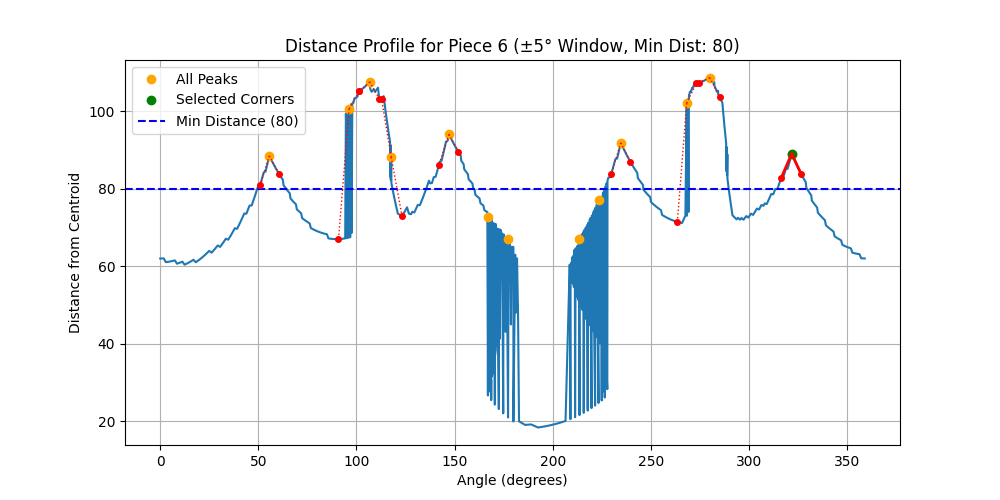 Distance Profile for Piece 6 (±5° Window, Min Dist: 80)
All Peaks
Selected Corners
Min Distance (80)
Distance from Centroid
100
80
60
40
20
0 50 100 150 200 250 300 350
Angle (degrees)